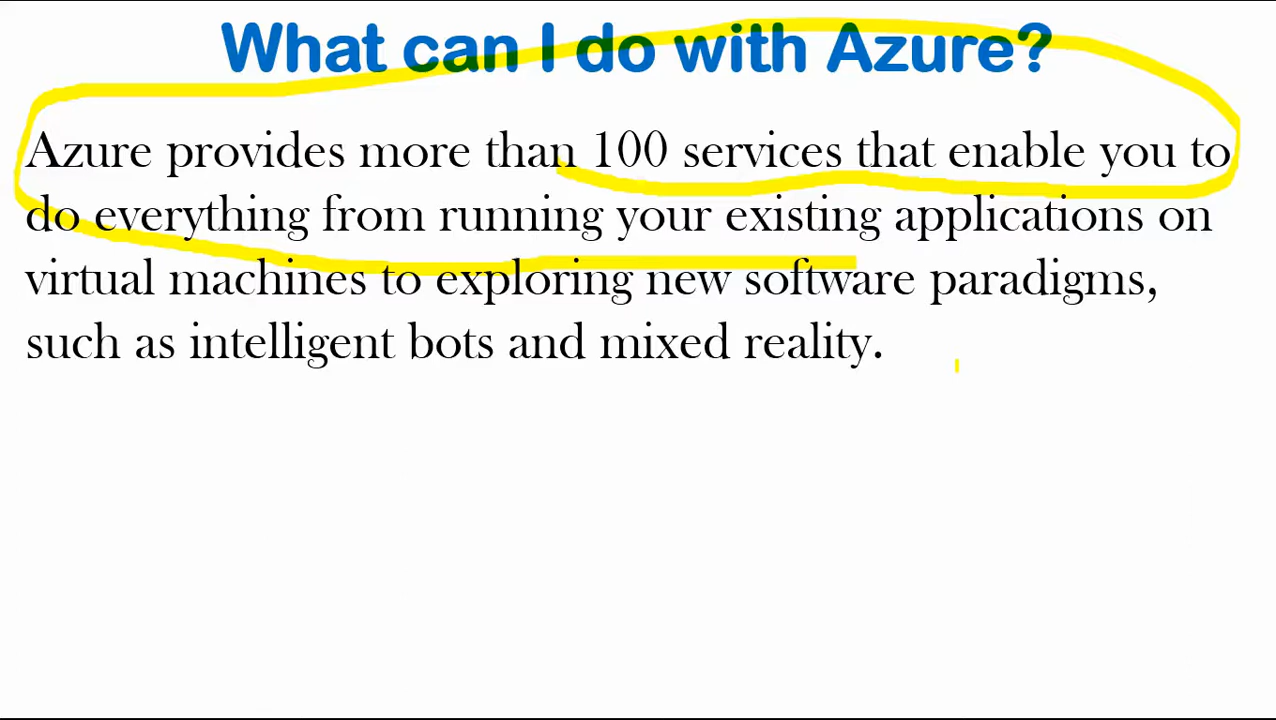 What can I do with Azure?
Azure provides more than 100 services that enable you to
do everything from running your existing applications on
virtual machines to exploring new software paradigms,
such as intelligent bots and mixed reality.